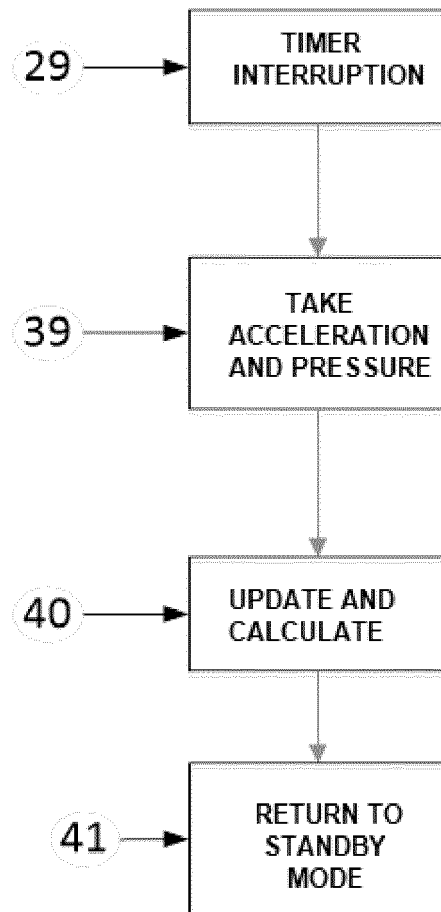 29
TIMER
INTERRUPTION
39
TAKE
ACCELERATION
AND PRESSURE
40
UPDATE AND
CALCULATE
41
RETURN TO
STANDBY
MODE